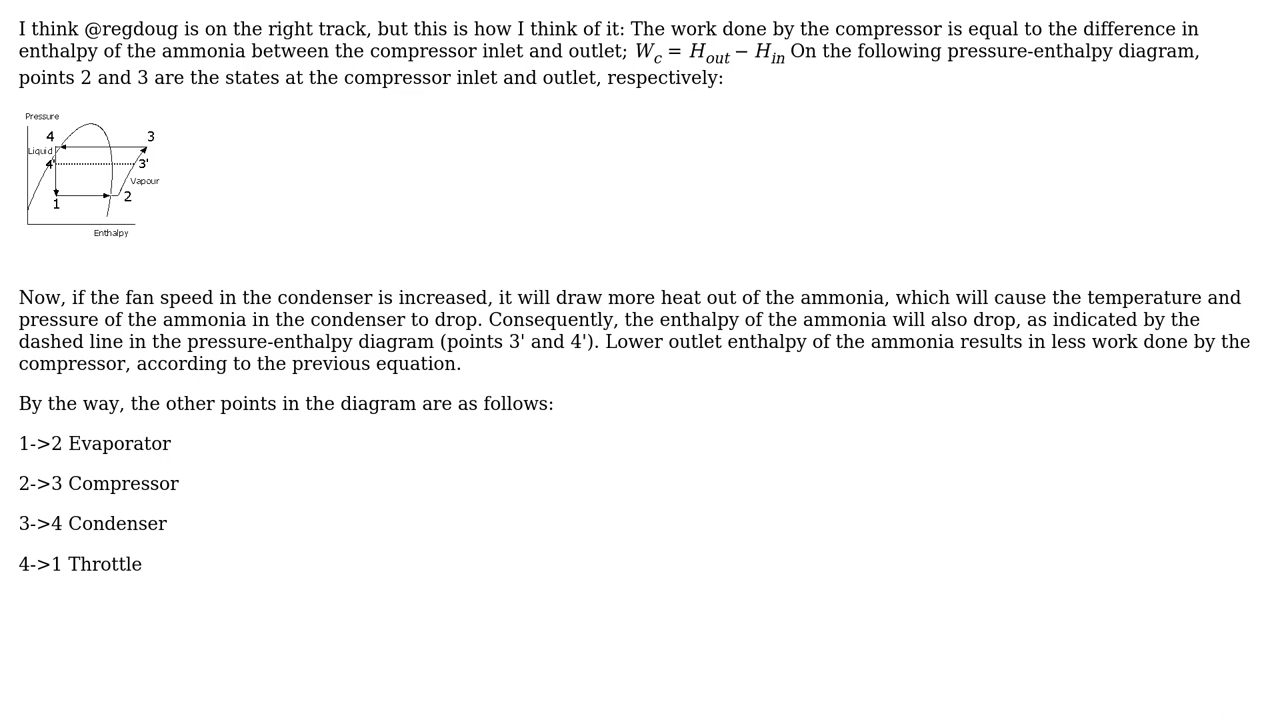 I think @regdoug is on the right track, but this is how I think of it: The work done by the compressor is equal to the difference in
enthalpy of the ammonia between the compressor inlet and outlet; W_c = H_out − H_in On the following pressure-enthalpy diagram,
points 2 and 3 are the states at the compressor inlet and outlet, respectively:
Pressure
4
3
Liquid
4'
3'
Vapour
1
2
Enthalpy
Now, if the fan speed in the condenser is increased, it will draw more heat out of the ammonia, which will cause the temperature and
pressure of the ammonia in the condenser to drop. Consequently, the enthalpy of the ammonia will also drop, as indicated by the
dashed line in the pressure-enthalpy diagram (points 3' and 4'). Lower outlet enthalpy of the ammonia results in less work done by the
compressor, according to the previous equation.
By the way, the other points in the diagram are as follows:
1->2 Evaporator
2->3 Compressor
3->4 Condenser
4->1 Throttle